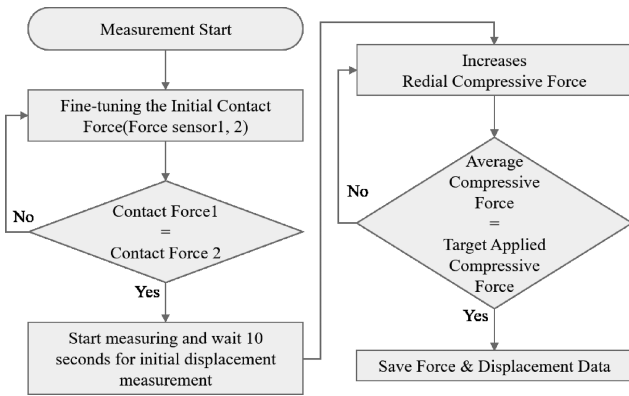 Measurement Start
Fine-tuning the Initial Contact
Force(Force sensor1, 2)
No
Contact Force1
=
Contact Force 2
Yes
Start measuring and wait 10
seconds for initial displacement
measurement
Increases
Redial Compressive Force
No
Average
Compressive
Force
=
Target Applied
Compressive
Force
Yes
Save Force & Displacement Data